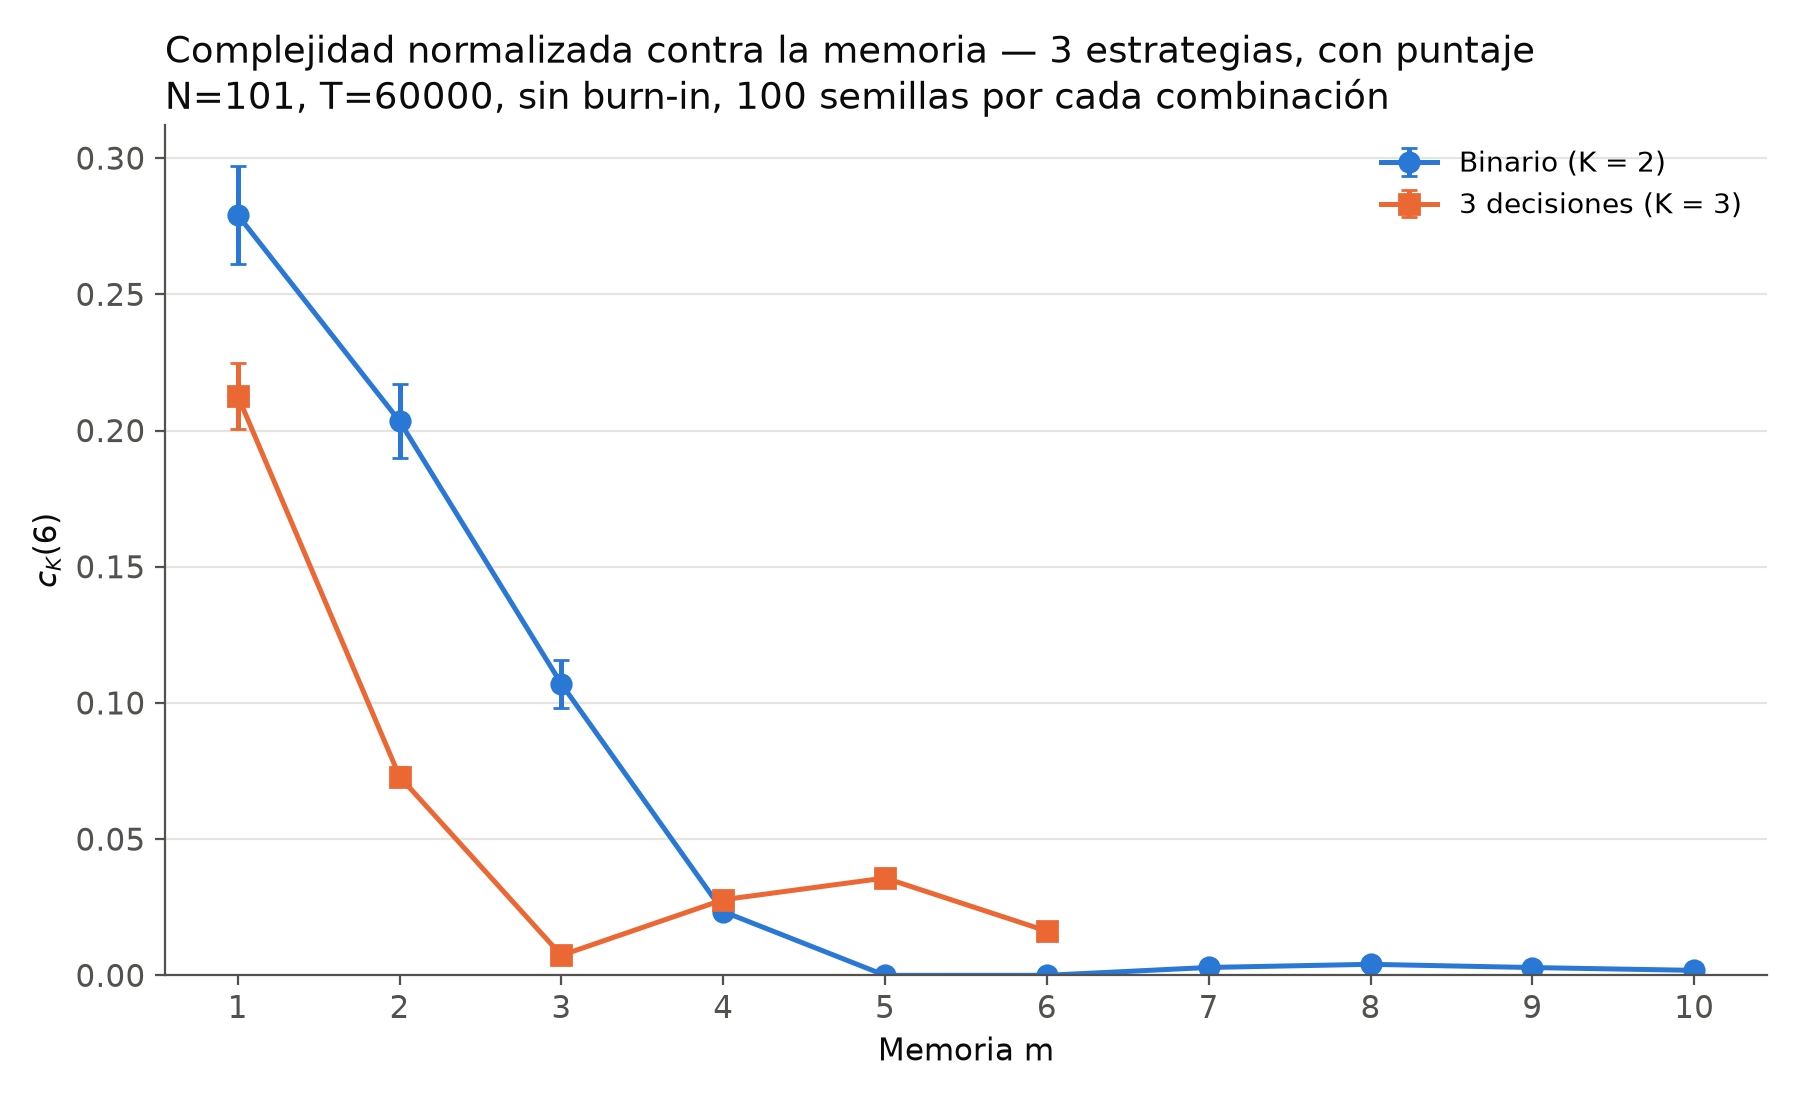 Complejidad normalizada contra la memoria — 3 estrategias, con puntaje
N=101, T=60000, sin burn-in, 100 semillas por cada combinación
Binario (K = 2)
3 decisiones (K = 3)
0.30
0.25
0.20
0.15
0.10
0.05
0.00
c_K(6)
1 2 3 4 5 6 7 8 9 10
Memoria m